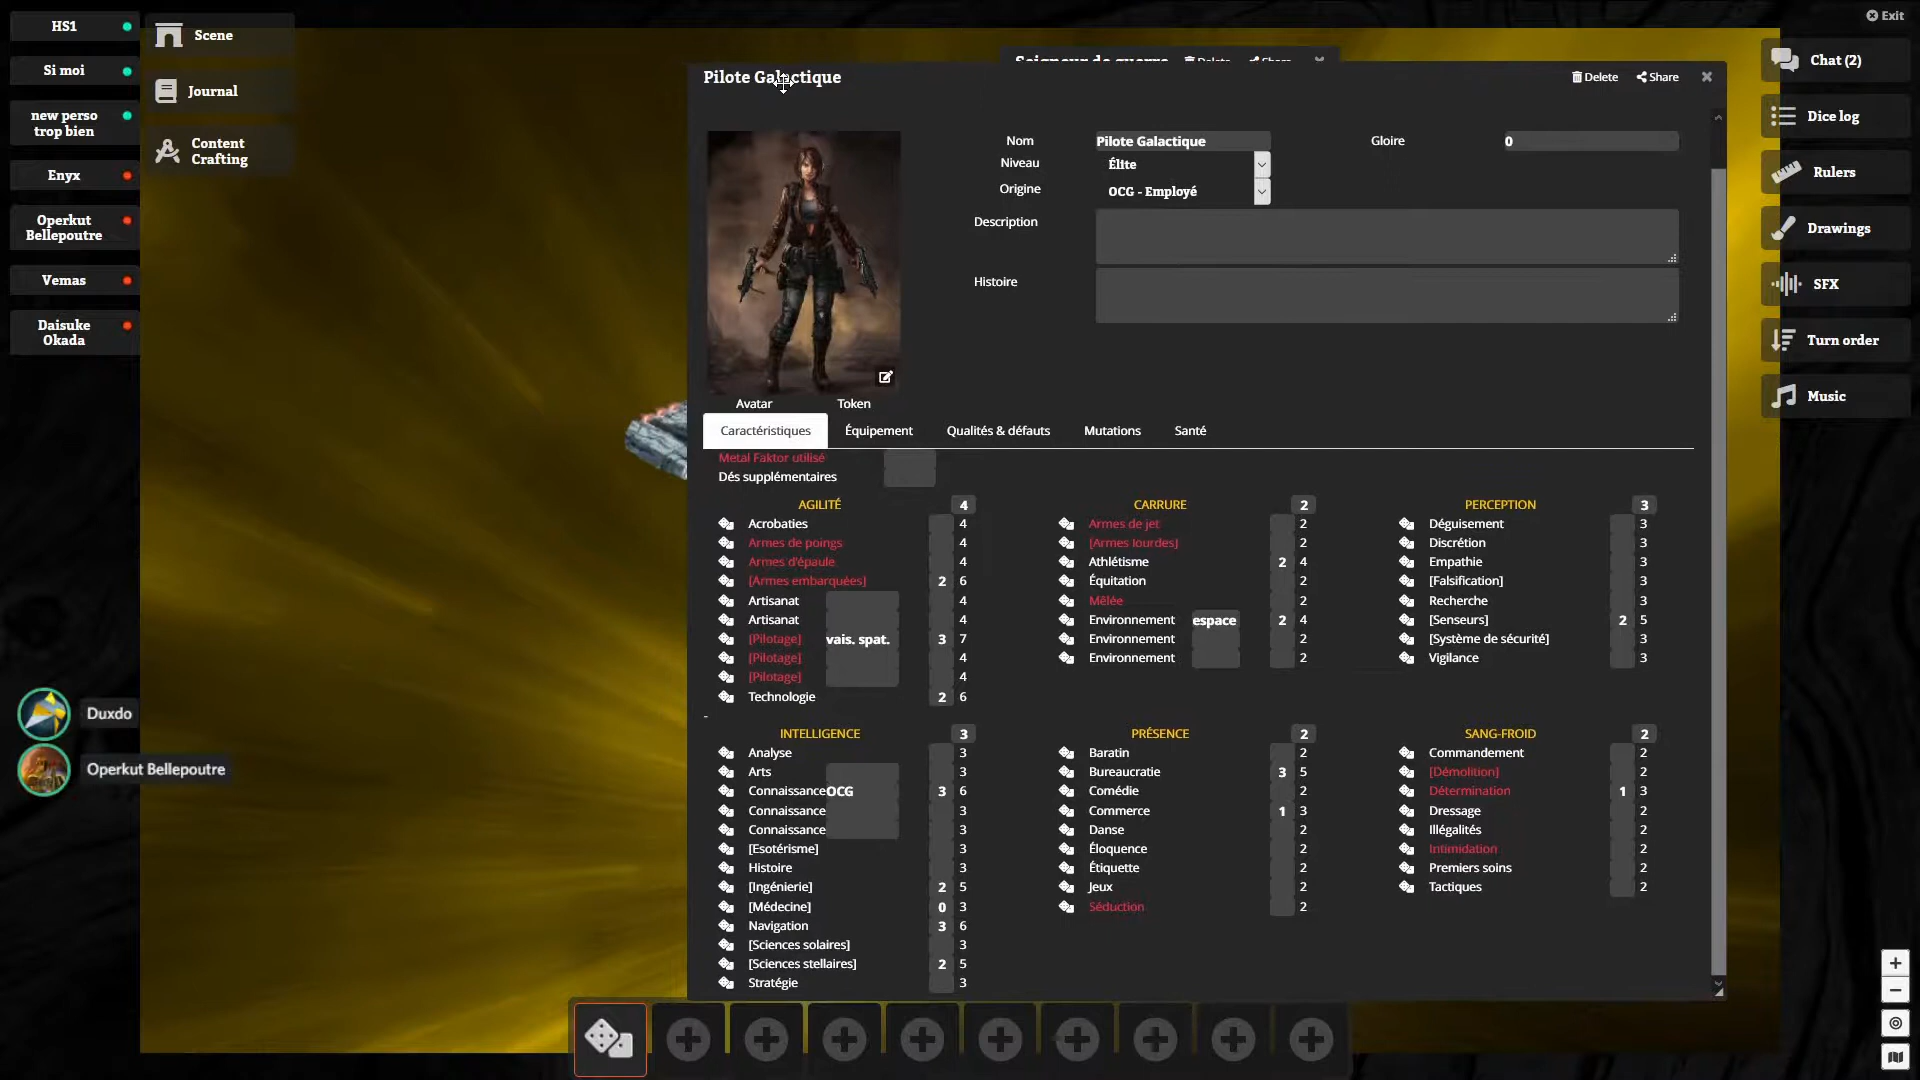 HS1
Si moi
new perso
trop bien
Enyx
Operkut
Bellepoutre
Vemas
Daisuke
Okada
Scene
Journal
Content
Crafting
Duxdo
Operkut Bellepoutre
Exit
Chat (2)
Dice log
Rulers
Drawings
SFX
Turn order
Music
Seigneur de guerre Delete Share
Pilote Galactique
Delete Share
Nom Pilote Galactique Gloire 0
Niveau Élite
Origine OCG - Employé
Description
Histoire
Avatar Token
Caractéristiques Équipement Qualités & défauts Mutations Santé
Metal Faktor utilisé
Dés supplémentaires
AGILITÉ 4
Acrobaties 4
Armes de poings 4
Armes d'épaule 4
[Armes embarquées] 2 6
Artisanat 4
Artisanat 4
[Pilotage] vais. spat. 3 7
[Pilotage] 4
[Pilotage] 4
Technologie 2 6
CARRURE 2
Armes de jet 2
[Armes lourdes] 2
Athlétisme 2 4
Équitation 2
Mêlée 2
Environnement espace 2 4
Environnement 2
Environnement 2
PERCEPTION 3
Déguisement 3
Discrétion 3
Empathie 3
[Falsification] 3
Recherche 3
[Senseurs] 2 5
[Système de sécurité] 3
Vigilance 3
-
INTELLIGENCE 3
Analyse 3
Arts 3
Connaissance OCG 3 6
Connaissance 3
Connaissance 3
[Esotérisme] 3
Histoire 3
[Ingénierie] 2 5
[Médecine] 0 3
Navigation 3 6
[Sciences solaires] 3
[Sciences stellaires] 2 5
Stratégie 3
PRÉSENCE 2
Baratin 2
Bureaucratie 3 5
Comédie 2
Commerce 1 3
Danse 2
Éloquence 2
Étiquette 2
Jeux 2
Séduction 2
SANG-FROID 2
Commandement 2
[Démolition] 2
Détermination 1 3
Dressage 2
Illégalités 2
Intimidation 2
Premiers soins 2
Tactiques 2